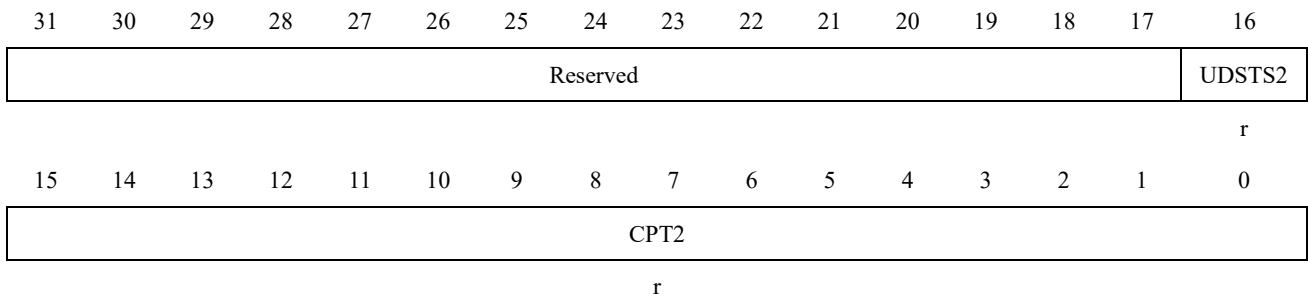 31 30 29 28 27 26 25 24 23 22 21 20 19 18 17 16
Reserved UDSTS2
r
15 14 13 12 11 10 9 8 7 6 5 4 3 2 1 0
CPT2
r